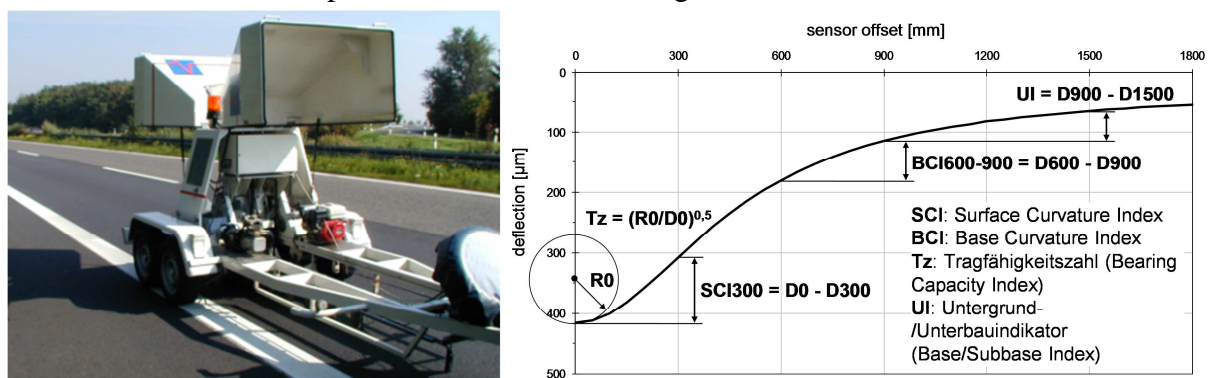 sensor offset [mm]
0 300 600 900 1200 1500 1800
0
100
200
300
400
500
deflection [µm]
UI = D900 - D1500
BCI600-900 = D600 - D900
Tz = (R0/D0)^0,5
R0
SCI300 = D0 - D300
SCI: Surface Curvature Index
BCI: Base Curvature Index
Tz: Tragfähigkeitszahl (Bearing
Capacity Index)
UI: Untergrund-
/Unterbauindikator
(Base/Subbase Index)